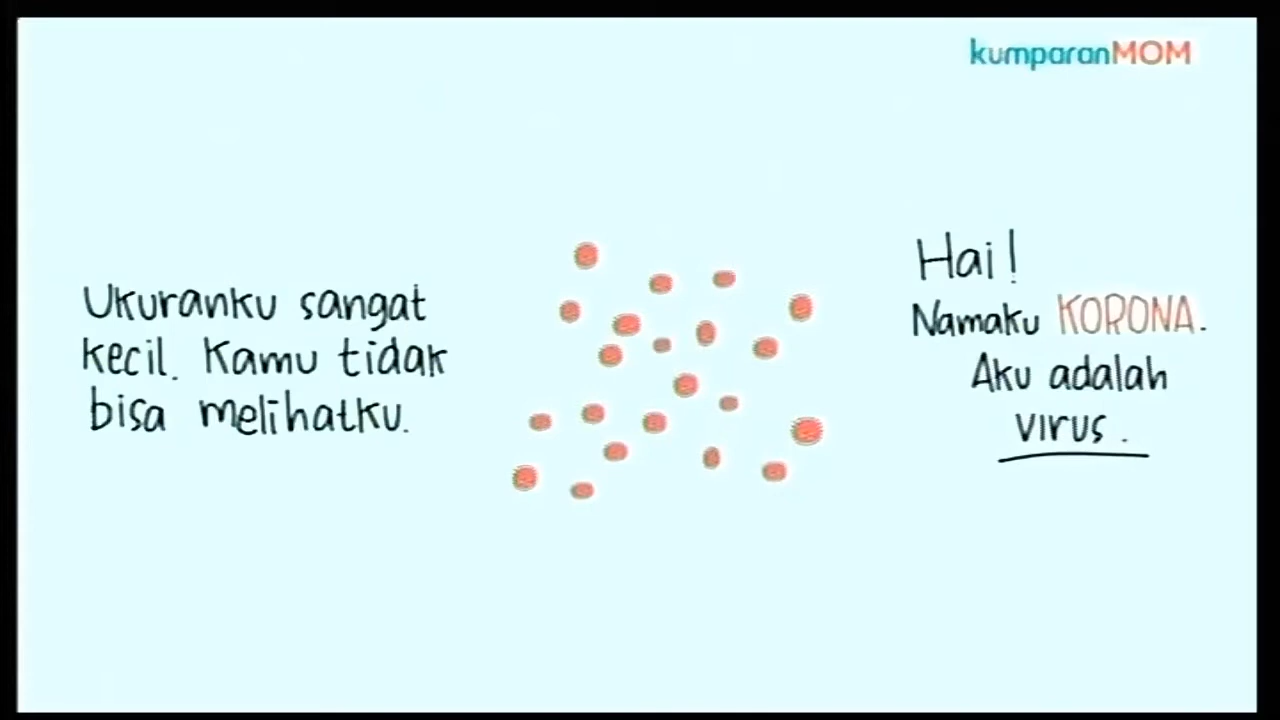 kumparanMOM
Ukuranku sangat
kecil. Kamu tidak
bisa melihatku.
Hai!
Namaku KORONA.
Aku adalah
virus.